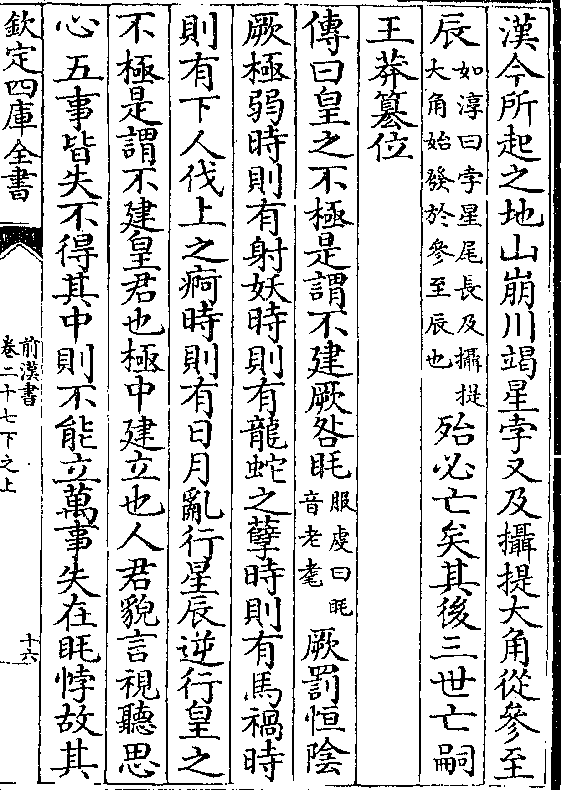 漢今所起之地山崩川竭星孛又及攝提大角從參至
辰如淳曰孛星尾長及攝提大角始發於參至辰也殆必亡矣其後三世亡嗣
王莽篡位
傳曰皇之不極是謂不建厥咎眊服虔曰眊音老耄厥罰恒陰
厥極弱時則有射妖時則有龍蛇之孽時則有馬禍時
則有下人伐上之痾時則有日月亂行星辰逆行皇之
不極是謂不建皇君也極中建立也人君貌言視聽思
心五事皆失不得其中則不能立萬事失在眊悖故其
欽定四庫全書
前漢書
卷二十七下之上
十六